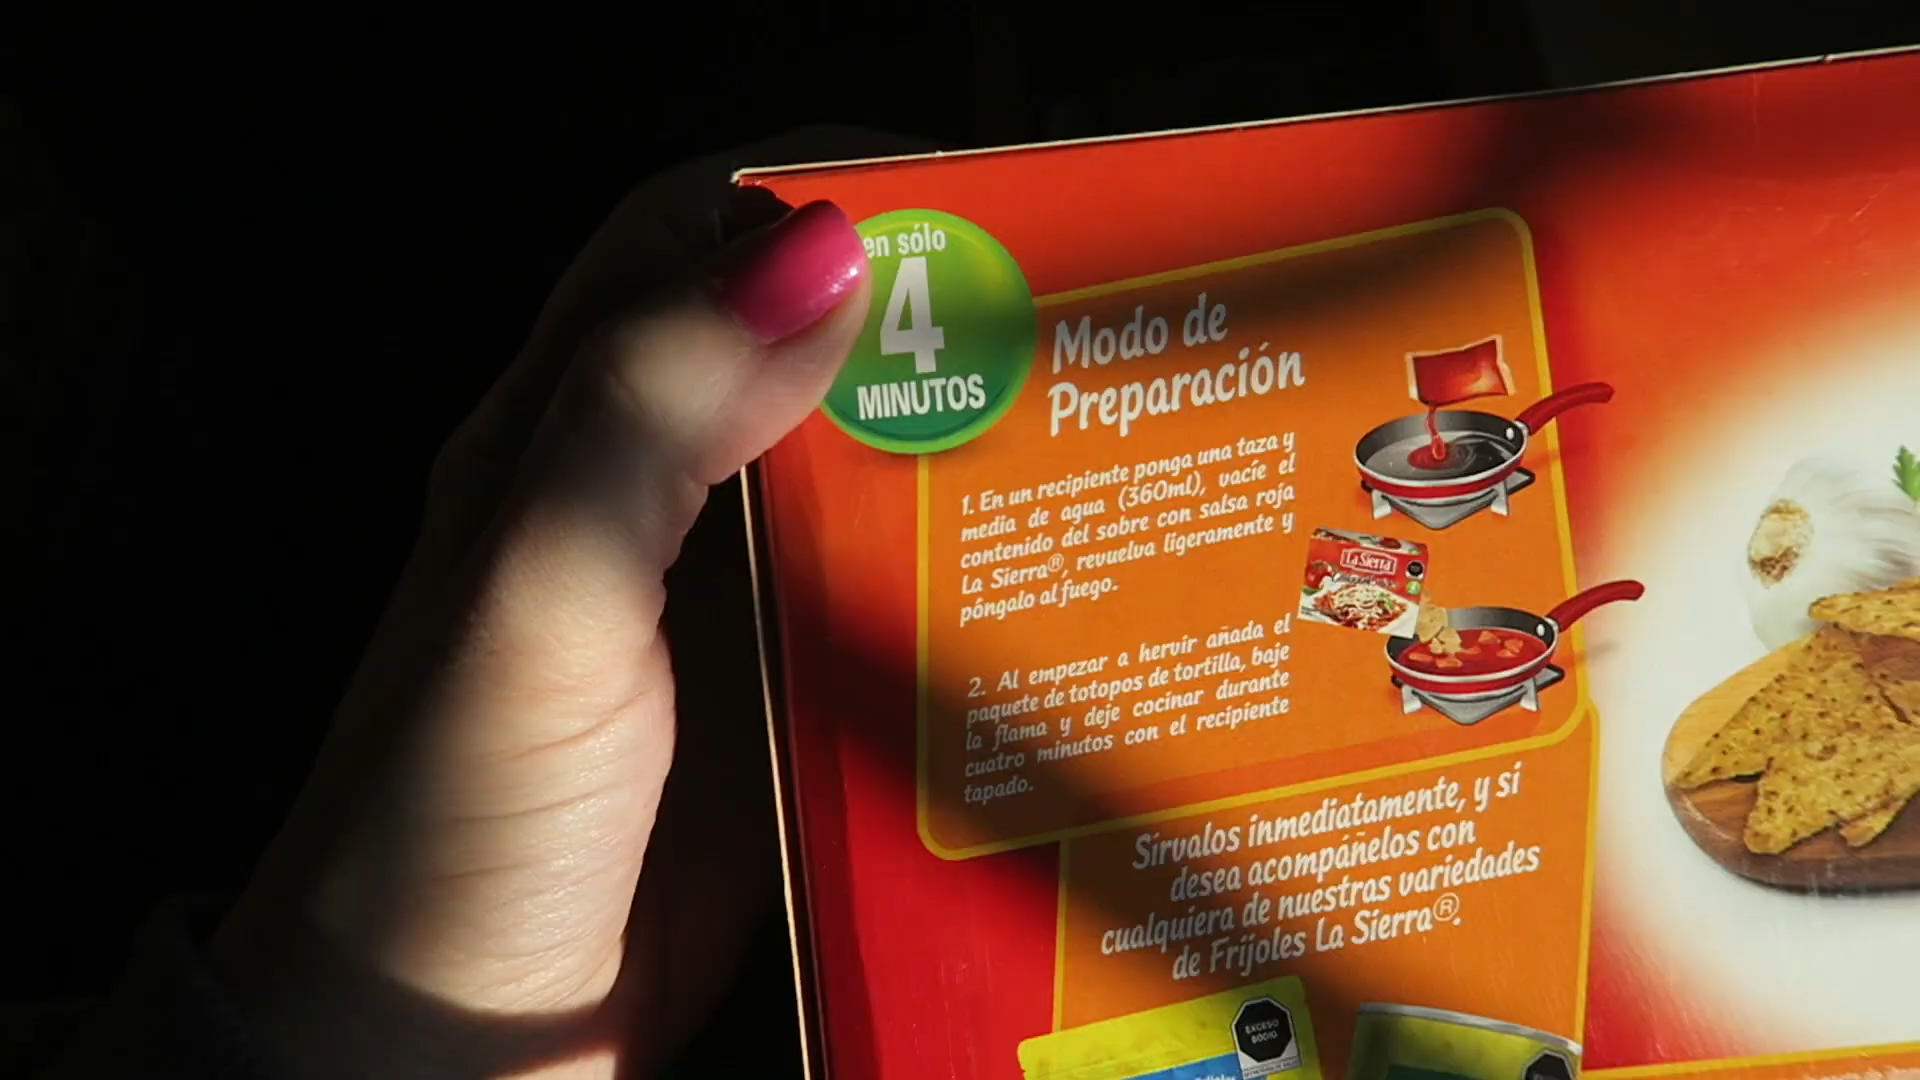 en sólo
4
MINUTOS
Modo de
Preparación
1. En un recipiente ponga una taza y
media de agua (360ml), vacíe el
contenido del sobre con salsa roja
La Sierra®, revuelva ligeramente y
póngalo al fuego.
La Sierra
2. Al empezar a hervir añada el
paquete de totopos de tortilla, baje
la flama y deje cocinar durante
cuatro minutos con el recipiente
tapado.
Sírvalos inmediatamente, y si
desea acompáñelos con
cualquiera de nuestras variedades
de Frijoles La Sierra®.
EXCESO
SODIO